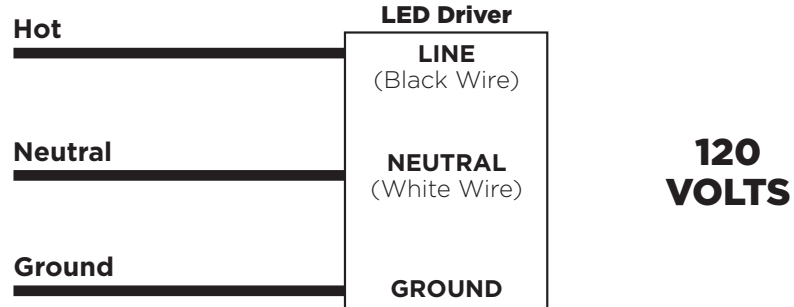 LED Driver
Hot
LINE
(Black Wire)
Neutral
NEUTRAL
(White Wire)
120
VOLTS
Ground
GROUND